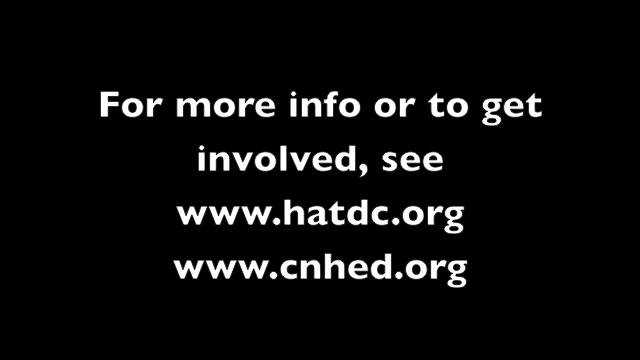 For more info or to get
involved, see
www.hatdc.org
www.cnhed.org